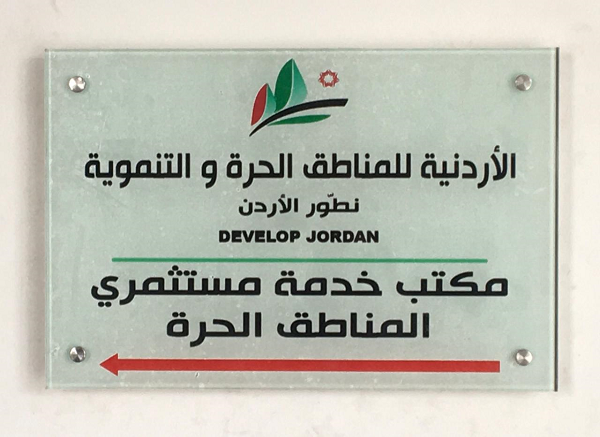 الأردنية للمناطق الحرة و التنموية
نطوّر الأردن
DEVELOP JORDAN
مكتب خدمة مستثمري
المناطق الحرة